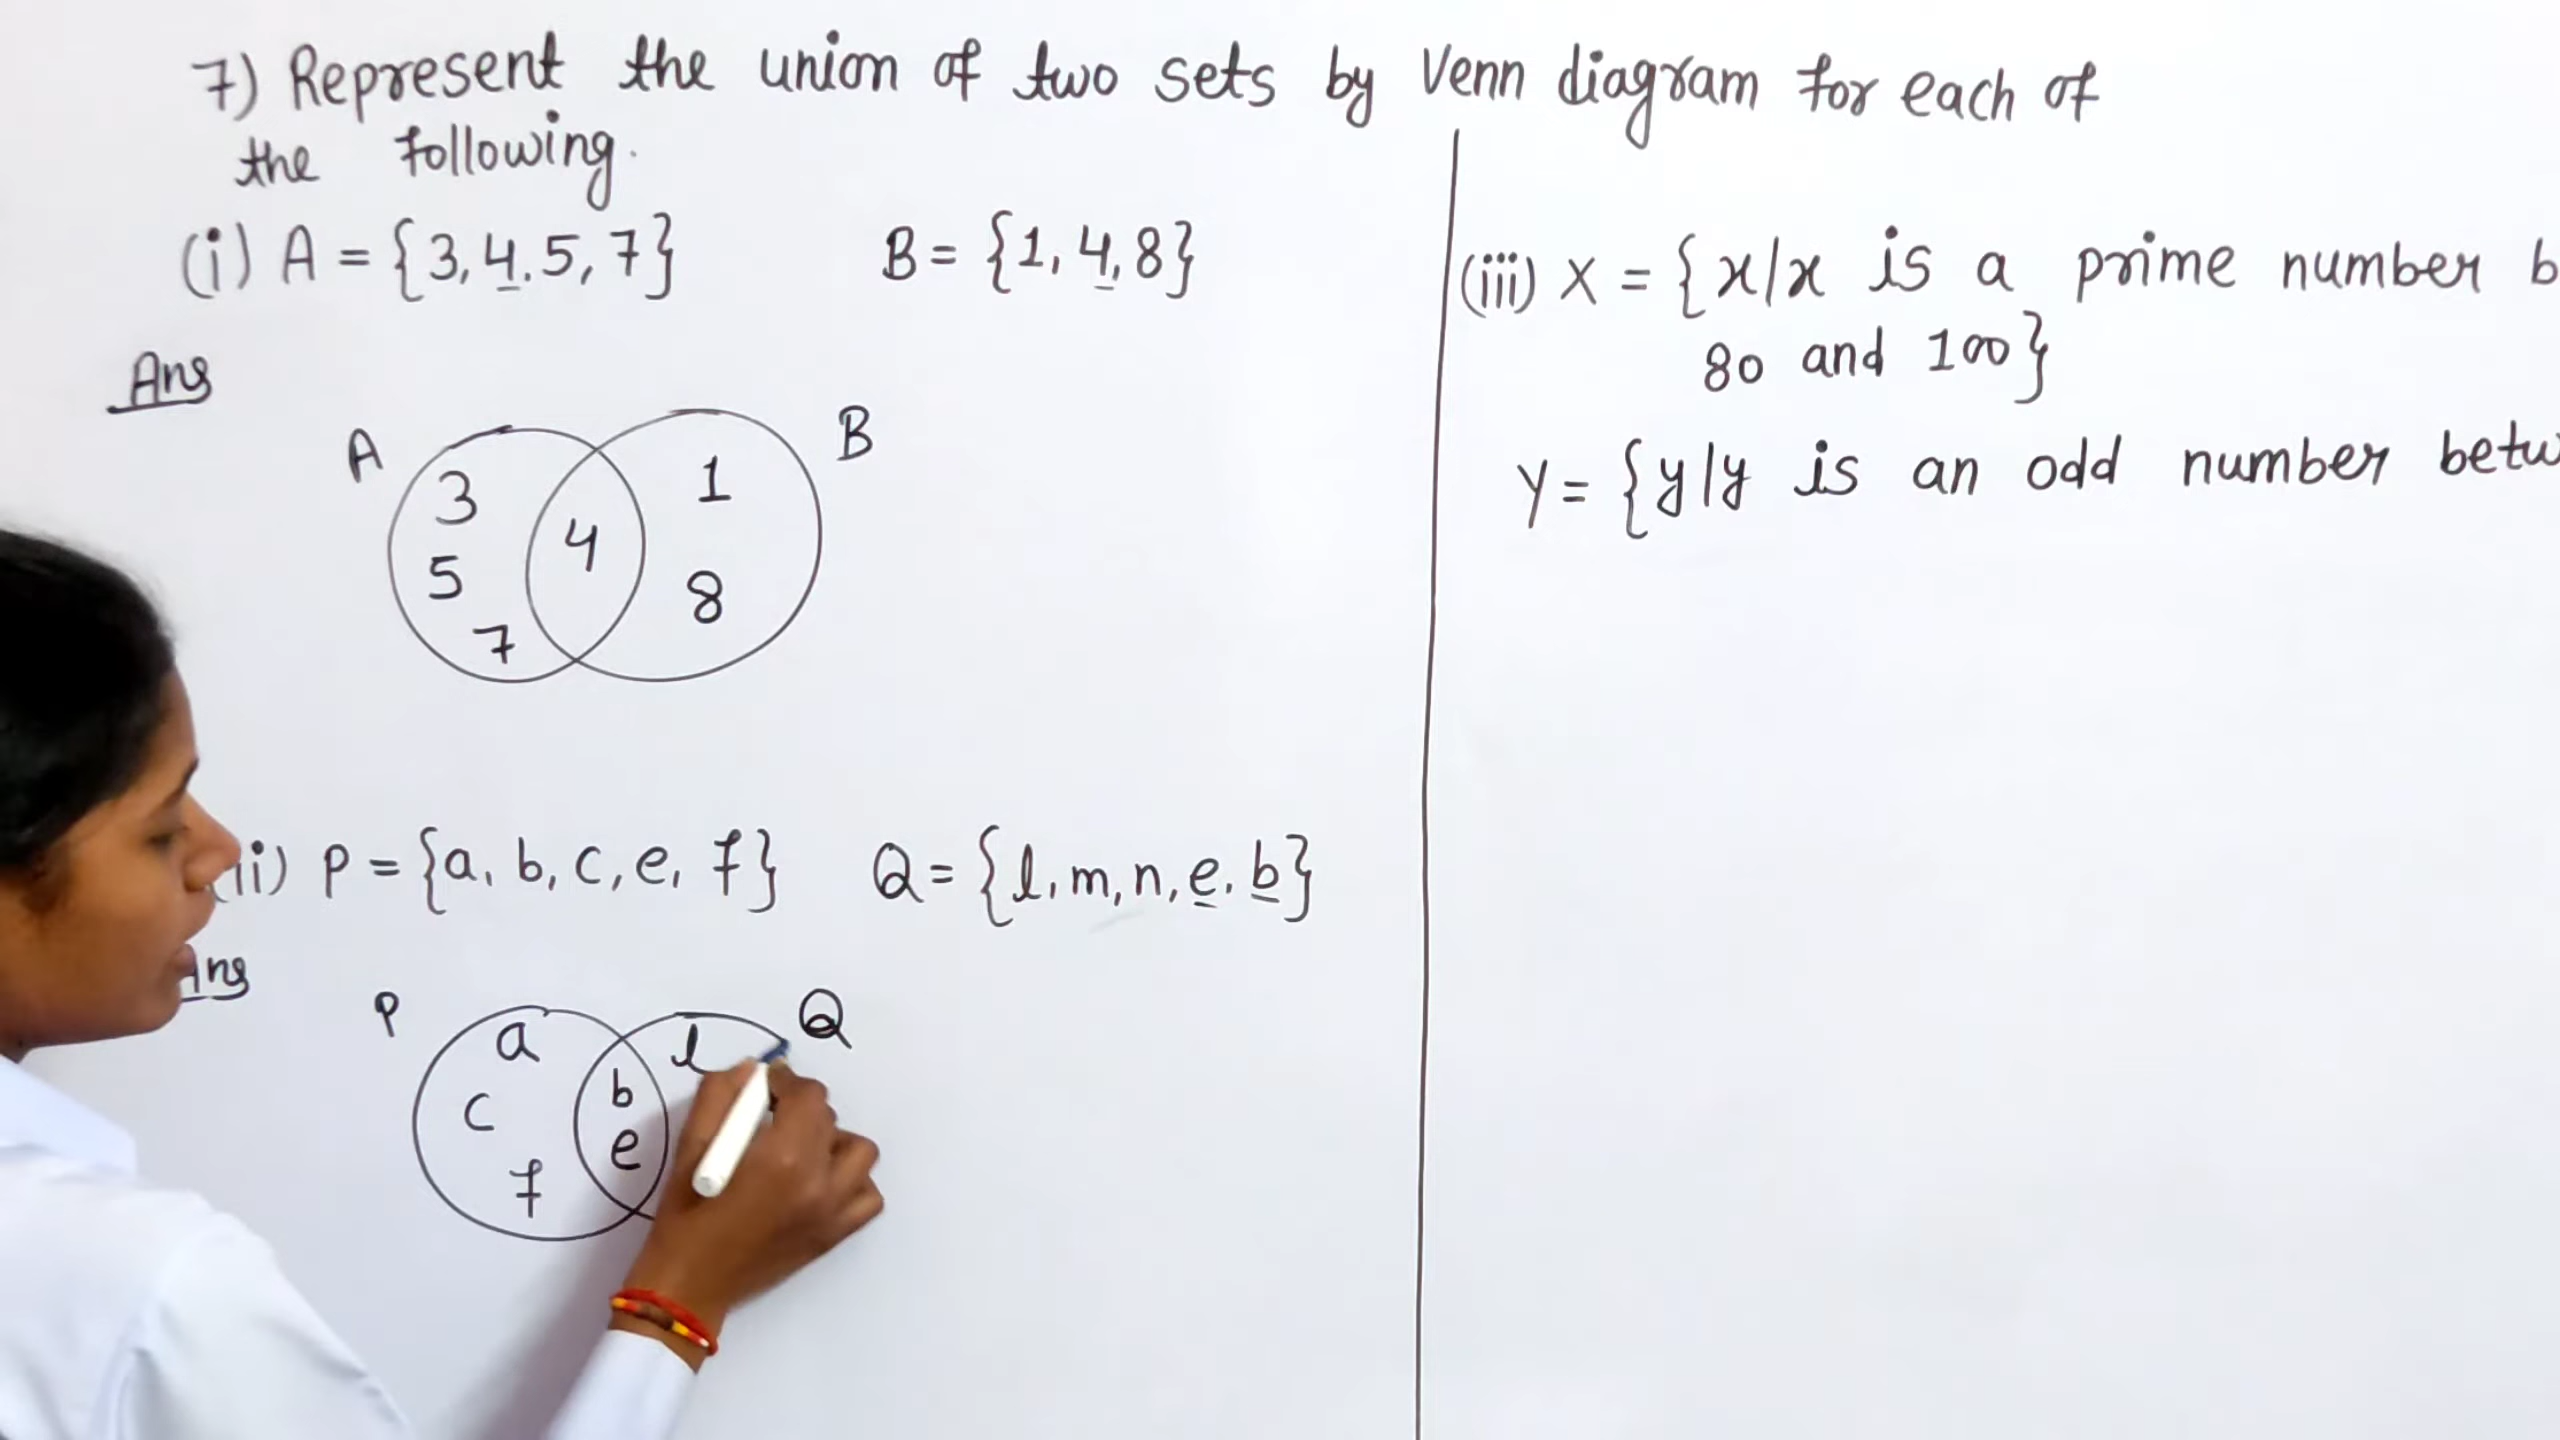 7) Represent the union of two sets by Venn diagram for each of
the following.
(i) A = {3, 4. 5, 7} B = {1, 4, 8}
Ans
A B
3 1
4
5 8
7
ii) P = {a, b, c, e, f} Q = {l, m, n, e, b}
Ans
P Q
a l
b
c
e
f
(iii) X = {x/x is a prime number b
80 and 100}
Y = {y/y is an odd number betw